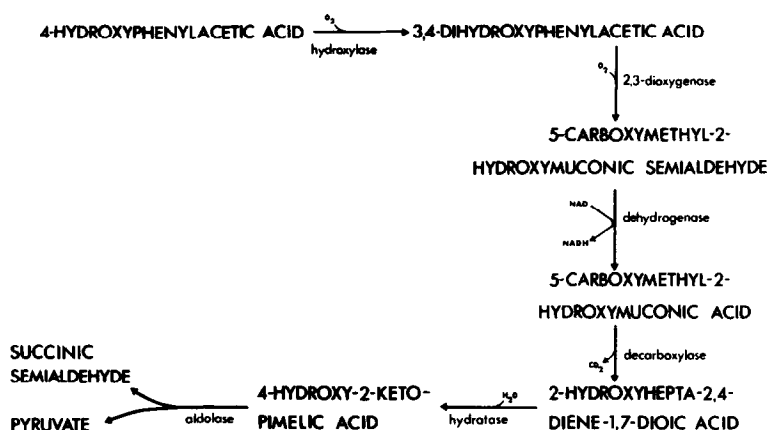 4-HYDROXYPHENYLACETIC ACID
O₂
hydroxylase
3,4-DIHYDROXYPHENYLACETIC ACID
O₂
2,3-dioxygenase
5-CARBOXYMETHYL-2-
HYDROXYMUCONIC SEMIALDEHYDE
NAD
dehydrogenase
NADH
5-CARBOXYMETHYL-2-
HYDROXYMUCONIC ACID
CO₂
decarboxylase
2-HYDROXYHEPTA-2,4-
DIENE-1,7-DIOIC ACID
H₂O
hydratase
4-HYDROXY-2-KETO-
PIMELIC ACID
aldolase
SUCCINIC
SEMIALDEHYDE
PYRUVATE